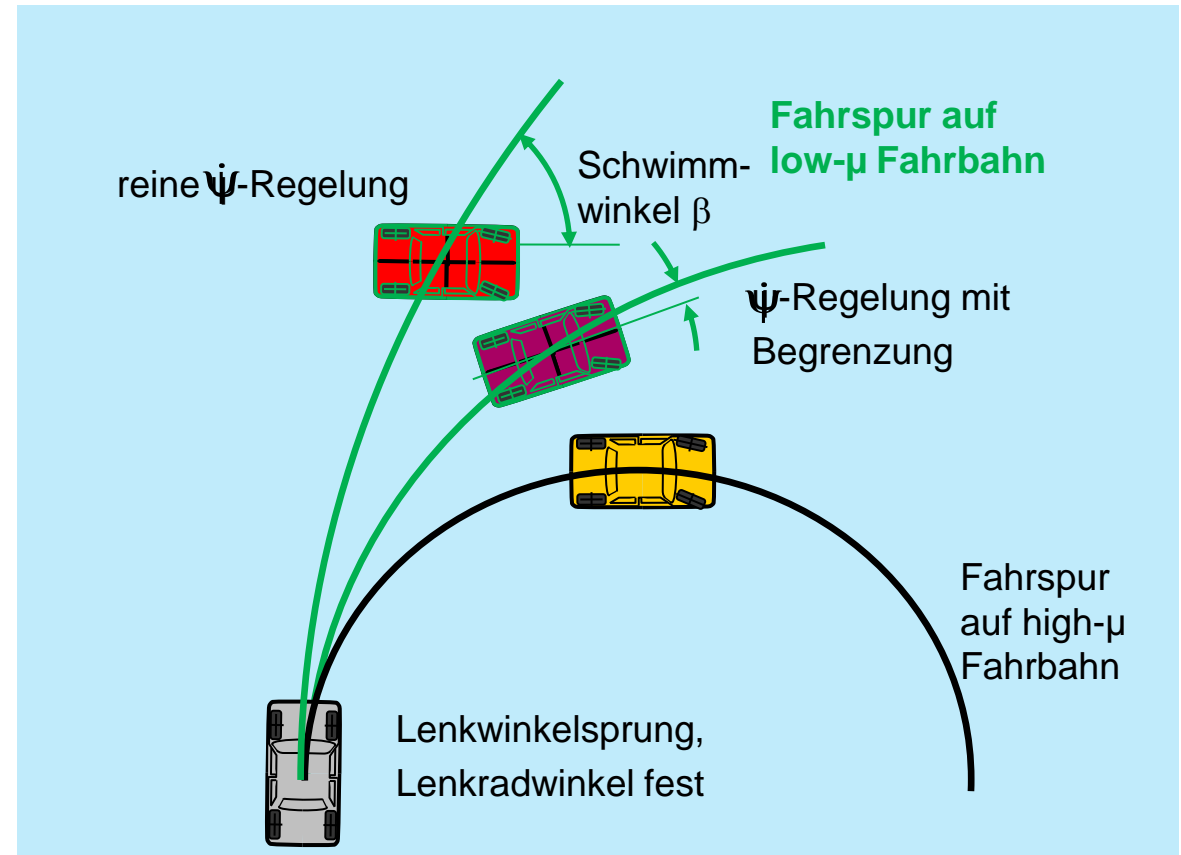 Fahrspur auf
low-µ Fahrbahn
reine ψ̇-Regelung
Schwimm-
winkel β
ψ̇-Regelung mit
Begrenzung
Fahrspur
auf high-µ
Fahrbahn
Lenkwinkelsprung,
Lenkradwinkel fest